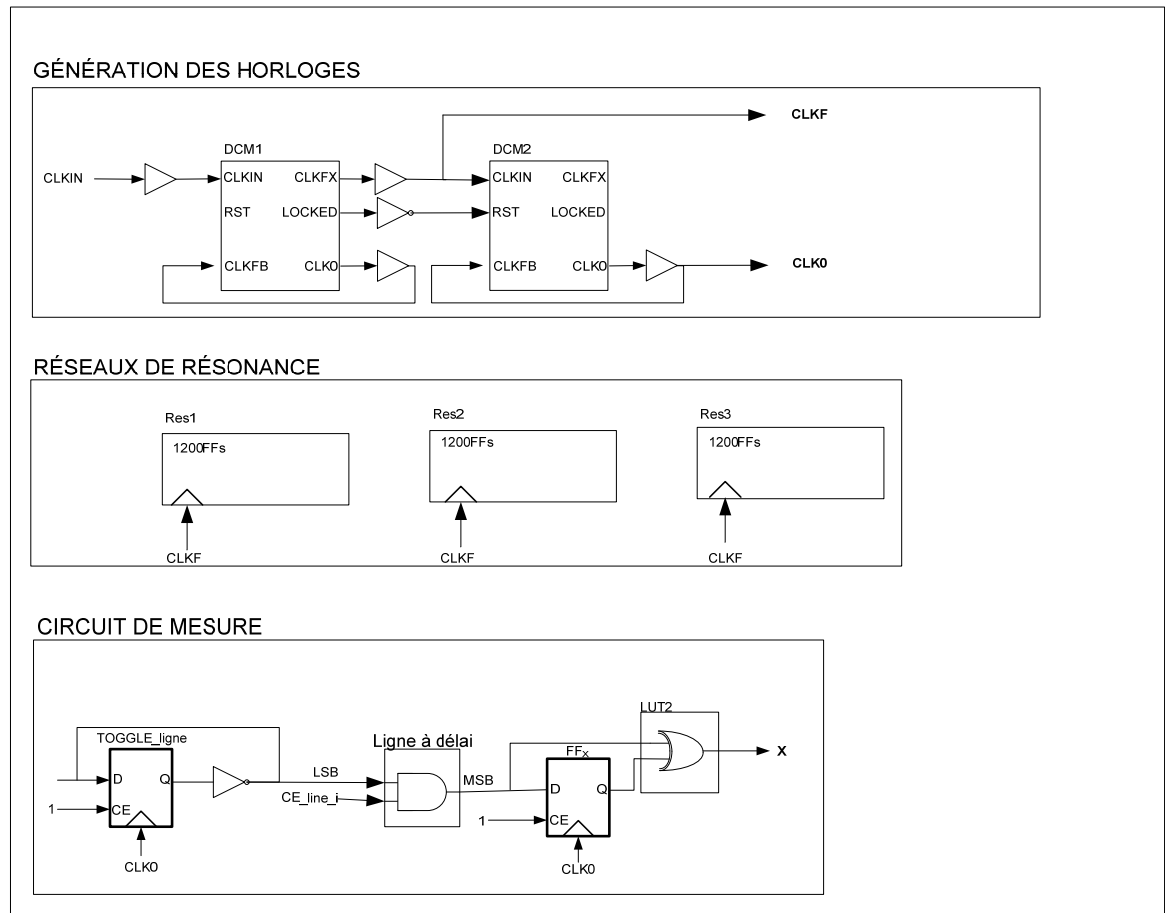 GÉNÉRATION DES HORLOGES
CLKF
DCM1
DCM2
CLKIN
CLKIN
CLKFX
CLKIN
CLKFX
RST
LOCKED
RST
LOCKED
CLKFB
CLK0
CLKFB
CLK0
CLK0
RÉSEAUX DE RÉSONANCE
Res1
Res2
Res3
1200FFs
1200FFs
1200FFs
CLKF
CLKF
CLKF
CIRCUIT DE MESURE
LUT2
TOGGLE_ligne
Ligne à délai
FFx
X
D
Q
LSB
MSB
D
Q
CE_line_i
1
CE
1
CE
CLK0
CLK0